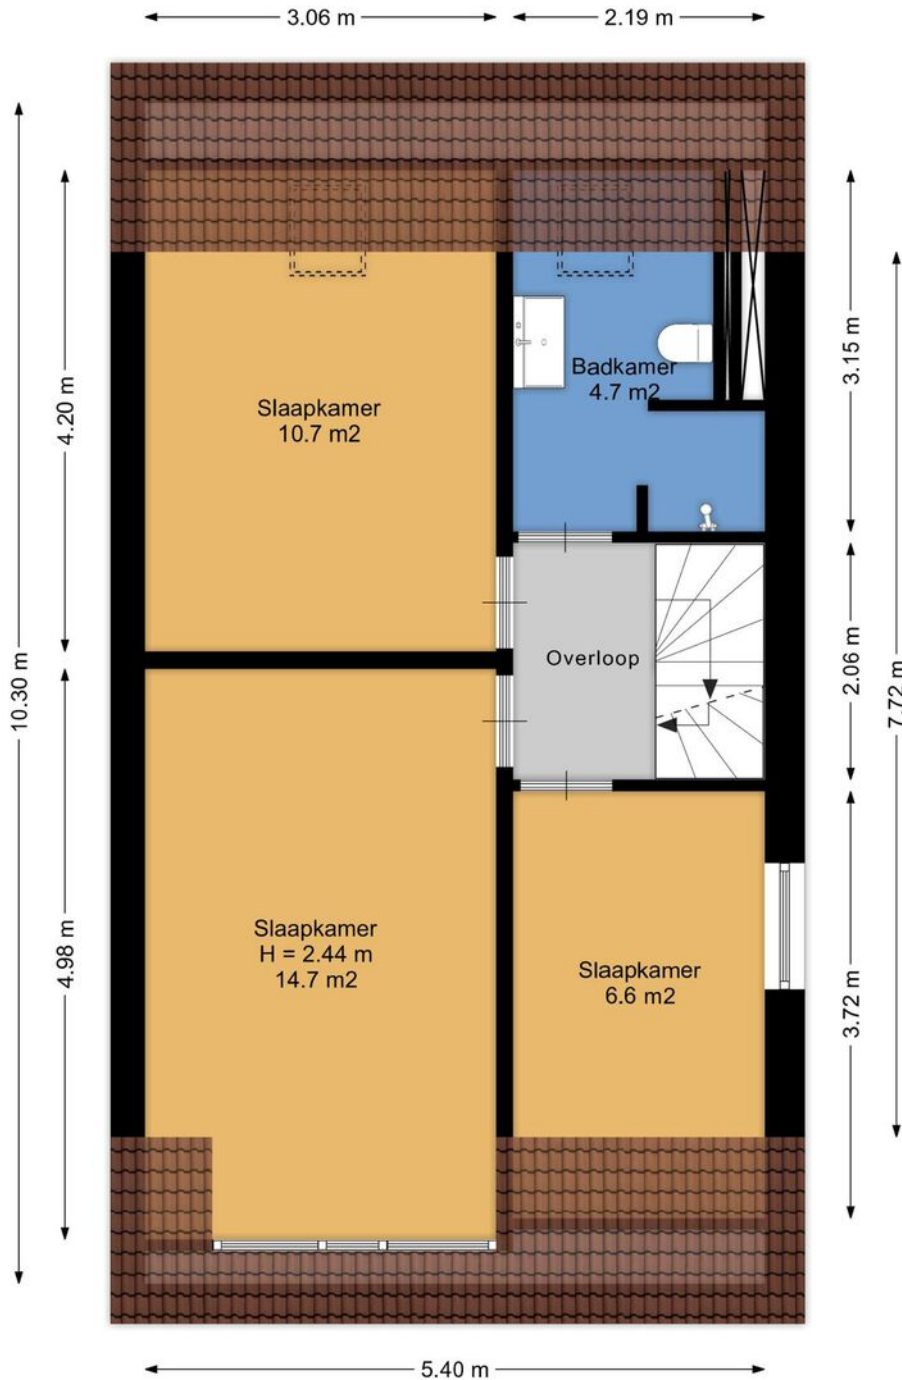 3.06 m
2.19 m
Slaapkamer
10.7 m2
Badkamer
4.7 m2
4.20 m
3.15 m
Overloop
2.06 m
10.30 m
7.72 m
Slaapkamer
H = 2.44 m
14.7 m2
Slaapkamer
6.6 m2
4.98 m
3.72 m
5.40 m